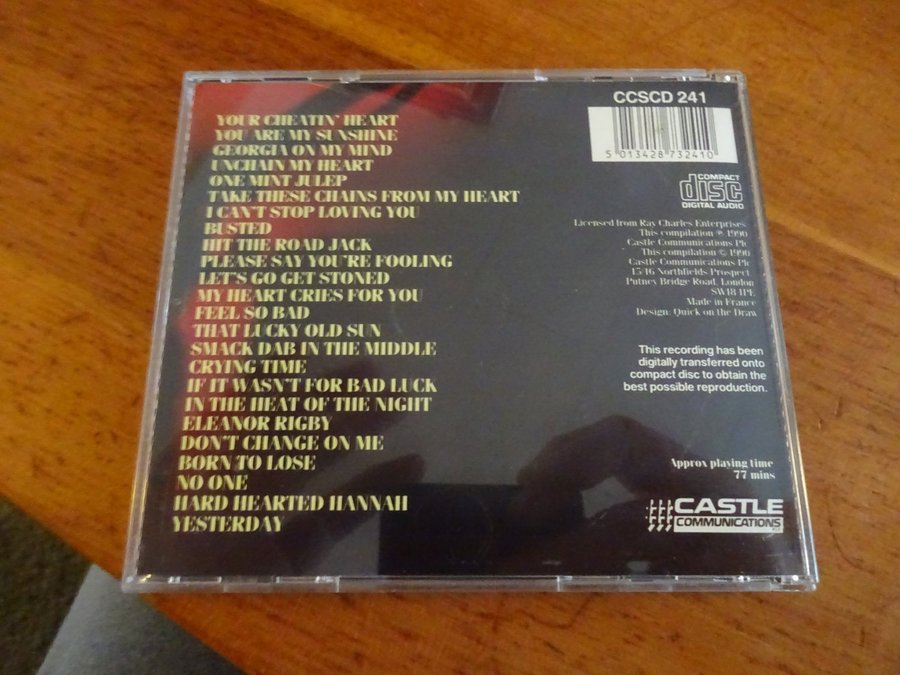 YOUR CHEATIN' HEART
YOU ARE MY SUNSHINE
GEORGIA ON MY MIND
UNCHAIN MY HEART
ONE MINT JULEP
TAKE THESE CHAINS FROM MY HEART
I CAN'T STOP LOVING YOU
BUSTED
HIT THE ROAD JACK
PLEASE SAY YOU'RE FOOLING
LET'S GO GET STONED
MY HEART CRIES FOR YOU
FEEL SO BAD
THAT LUCKY OLD SUN
SMACK DAB IN THE MIDDLE
CRYING TIME
IF IT WASN'T FOR BAD LUCK
IN THE HEAT OF THE NIGHT
ELEANOR RIGBY
DON'T CHANGE ON ME
BORN TO LOSE
NO ONE
HARD HEARTED HANNAH
YESTERDAY
CCSCD 241
5 013428 732410
COMPACT
disc
DIGITAL AUDIO
Licensed from Ray Charles Enterprises
This compilation ℗ 1990
Castle Communications Plc
This compilation © 1990
Castle Communications Plc
15/16 Northfields Prospect
Putney Bridge Road, London
SW18 1PE
Made in France
Design: Quick on the Draw
This recording has been
digitally transferred onto
compact disc to obtain the
best possible reproduction.
Approx playing time
77 mins
CASTLE
COMMUNICATIONS